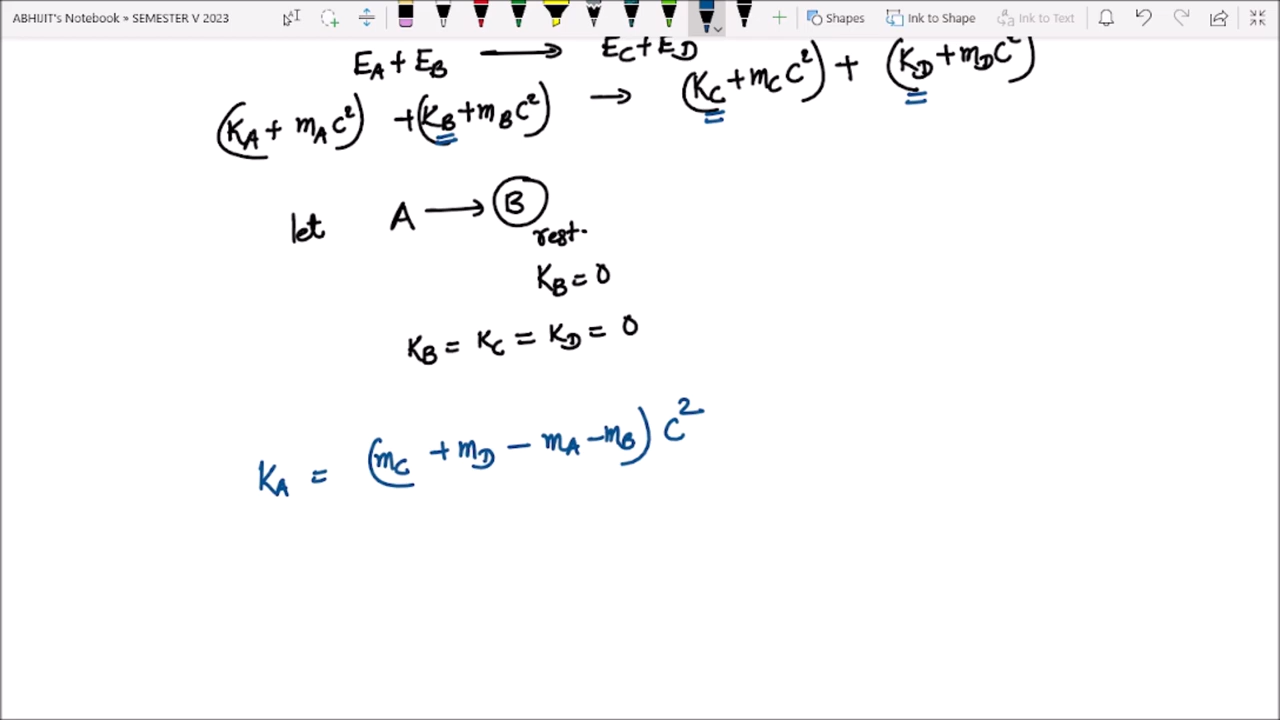 ABHIJIT's Notebook » SEMESTER V 2023
Shapes
Ink to Shape
Ink to Text
E_A + E_B ⟶ E_C + E_D
(K_A + m_A c²) + (K_B + m_B c²) → (K_C + m_C c²) + (K_D + m_D c²)
let A ⟶ B
rest.
K_B = 0
K_B = K_C = K_D = 0
K_A = (m_C + m_D − m_A − m_B) c²